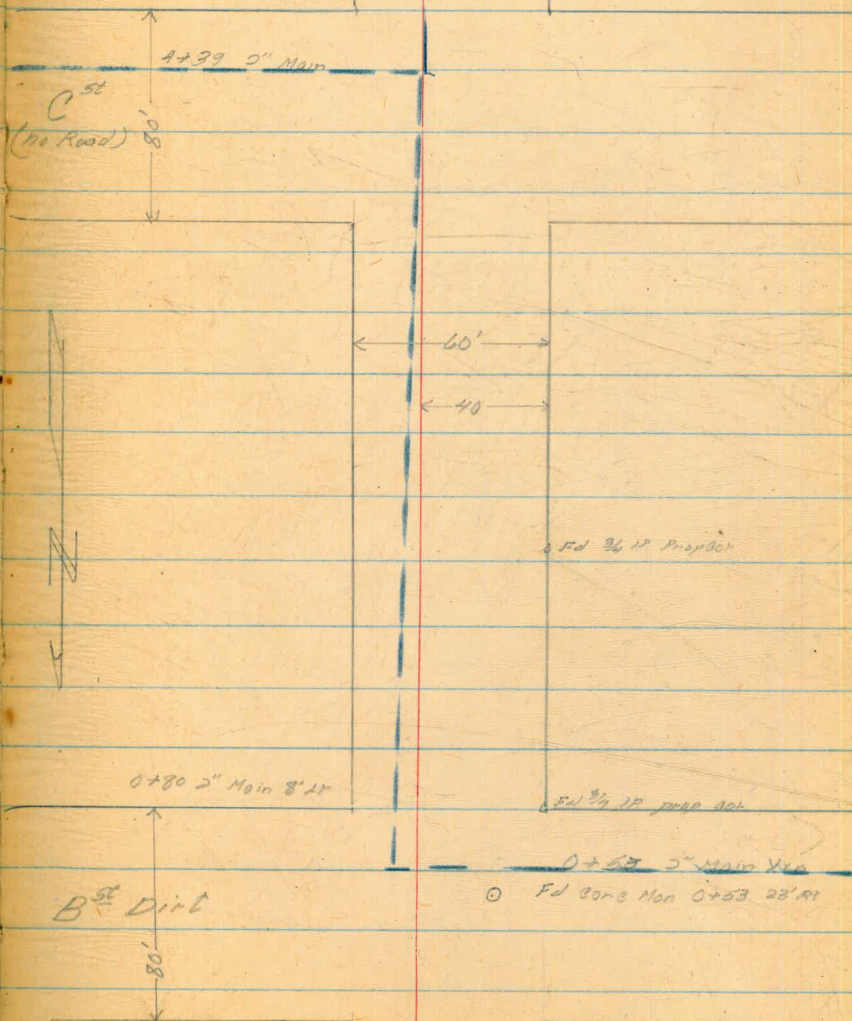 4+39 2" Main
C st
(no Road)
80'
60'
40
N
Fd 3/4 IP. Prop Cor
0+80 2" Main 8' Lt
Fd 3/4 IP. prop cor
0+53 2" Main
Fd Conc Mon 0+53 23' Rt
B st Dirt
80'